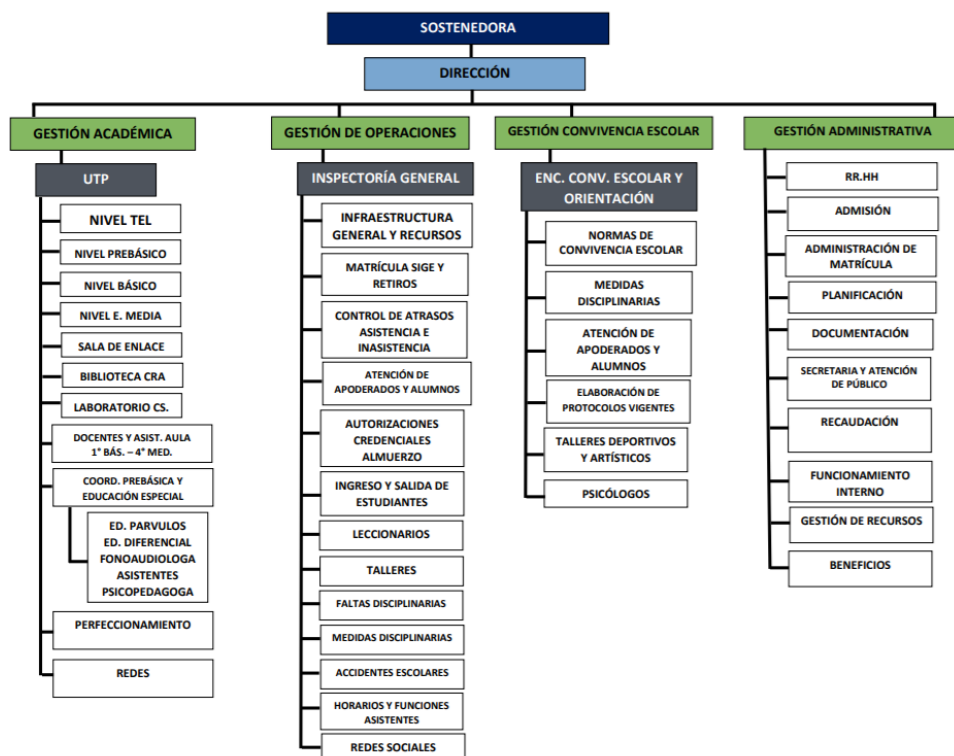 SOSTENEDORA
DIRECCIÓN
GESTIÓN ACADÉMICA
UTP
NIVEL TEL
NIVEL PREBÁSICO
NIVEL BÁSICO
NIVEL E. MEDIA
SALA DE ENLACE
BIBLIOTECA CRA
LABORATORIO CS.
DOCENTES Y ASIST. AULA
1° BÁS. – 4° MED.
COORD. PREBÁSICA Y
EDUCACIÓN ESPECIAL
ED. PARVULOS
ED. DIFERENCIAL
FONOAUDIOLOGA
ASISTENTES
PSICOPEDAGOGA
PERFECCIONAMIENTO
REDES
GESTIÓN DE OPERACIONES
INSPECTORÍA GENERAL
INFRAESTRUCTURA
GENERAL Y RECURSOS
MATRÍCULA SIGE Y
RETIROS
CONTROL DE ATRASOS
ASISTENCIA E
INASISTENCIA
ATENCIÓN DE
APODERADOS Y ALUMNOS
AUTORIZACIONES
CREDENCIALES
ALMUERZO
INGRESO Y SALIDA DE
ESTUDIANTES
LECCIONARIOS
TALLERES
FALTAS DISCIPLINARIAS
MEDIDAS DISCIPLINARIAS
ACCIDENTES ESCOLARES
HORARIOS Y FUNCIONES
ASISTENTES
REDES SOCIALES
GESTIÓN CONVIVENCIA ESCOLAR
ENC. CONV. ESCOLAR Y
ORIENTACIÓN
NORMAS DE
CONVIVENCIA ESCOLAR
MEDIDAS
DISCIPLINARIAS
ATENCIÓN DE
APODERADOS Y
ALUMNOS
ELABORACIÓN DE
PROTOCOLOS VIGENTES
TALLERES DEPORTIVOS Y
ARTÍSTICOS
PSICÓLOGOS
GESTIÓN ADMINISTRATIVA
RR.HH
ADMISIÓN
ADMINISTRACIÓN DE
MATRÍCULA
PLANIFICACIÓN
DOCUMENTACIÓN
SECRETARIA Y ATENCIÓN
DE PÚBLICO
RECAUDACIÓN
FUNCIONAMIENTO
INTERNO
GESTIÓN DE RECURSOS
BENEFICIOS